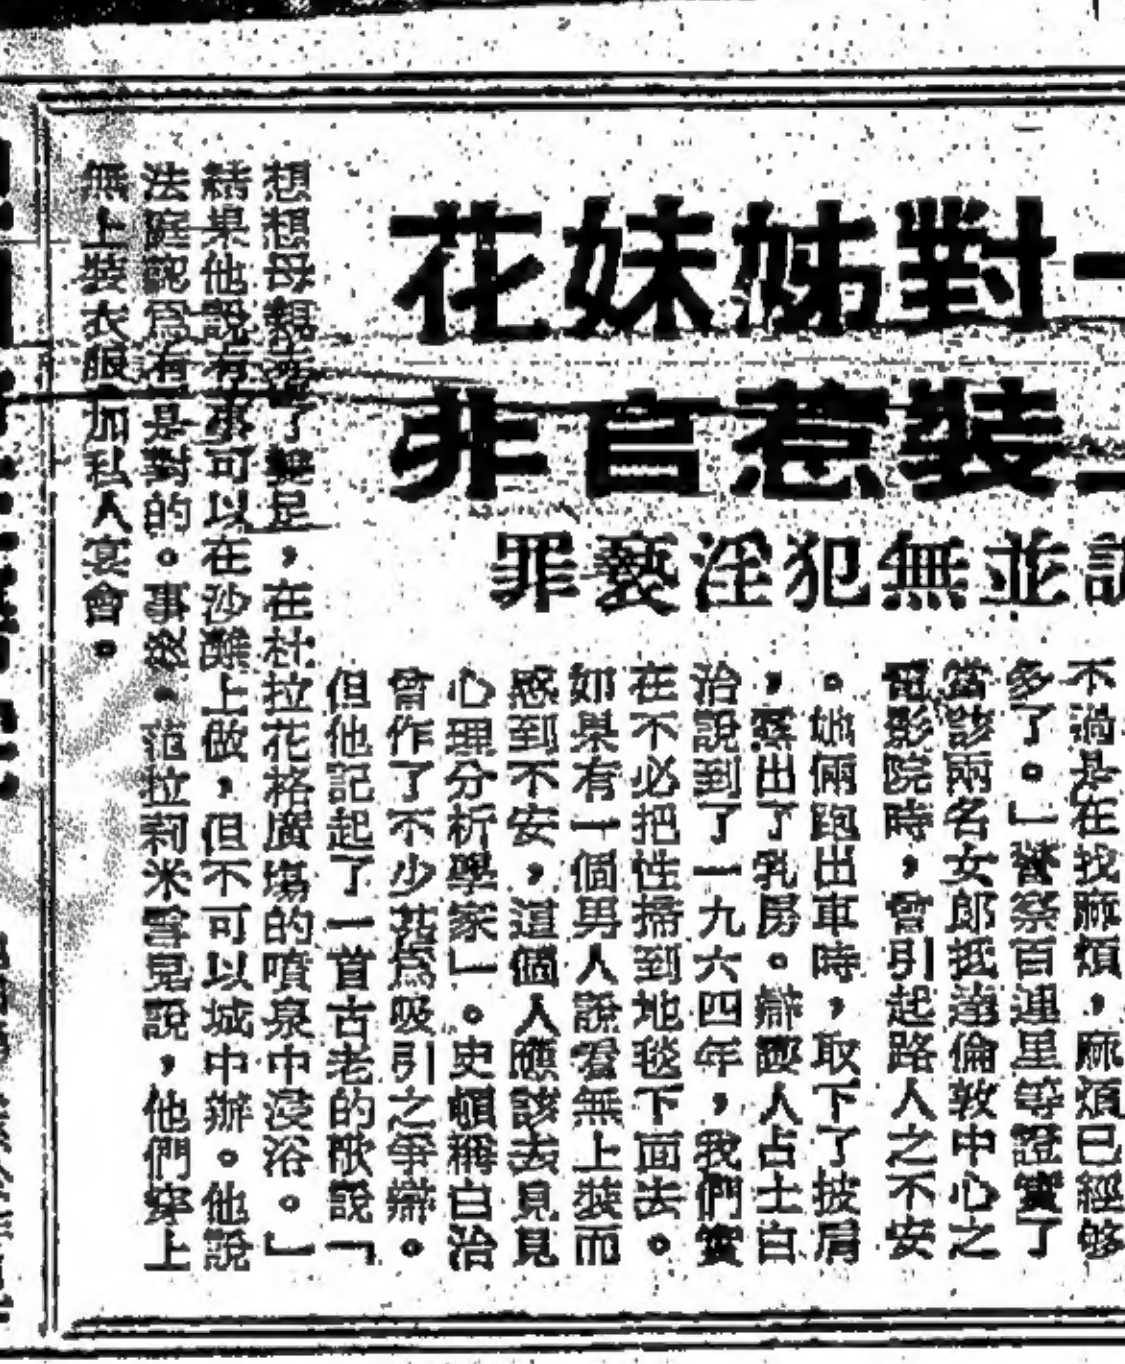 一對姊妹花
裝惹官非
並無犯淫褻罪
不過是在找麻煩，麻煩已經够
多了。」警察百連里等證實了
當該兩名女郎抵達倫敦中心之
電影院時，曾引起路人之不安
。她倆跑出車時，取下了披肩
，露出了乳房。辯護人占士白
治說到了一九六四年，我們實
在不必把性掃到地毯下面去。
如果有一個男人說愛無上裝而
感到不安，這個人應該去見見
心理分析學家」。史頓稱白治
曾作了不少甚為吸引之爭辯。
但他記起了一首古老的歌說「
想想母親去了雙足，在杜拉花格廣塲的噴泉中浸浴。」
結果他說有事可以在沙灘上做，但不可以城中辦。他說
法庭認為有是對的。事後。范拉莉米雪兒說，他們穿上
無上裝衣服加私人宴會。